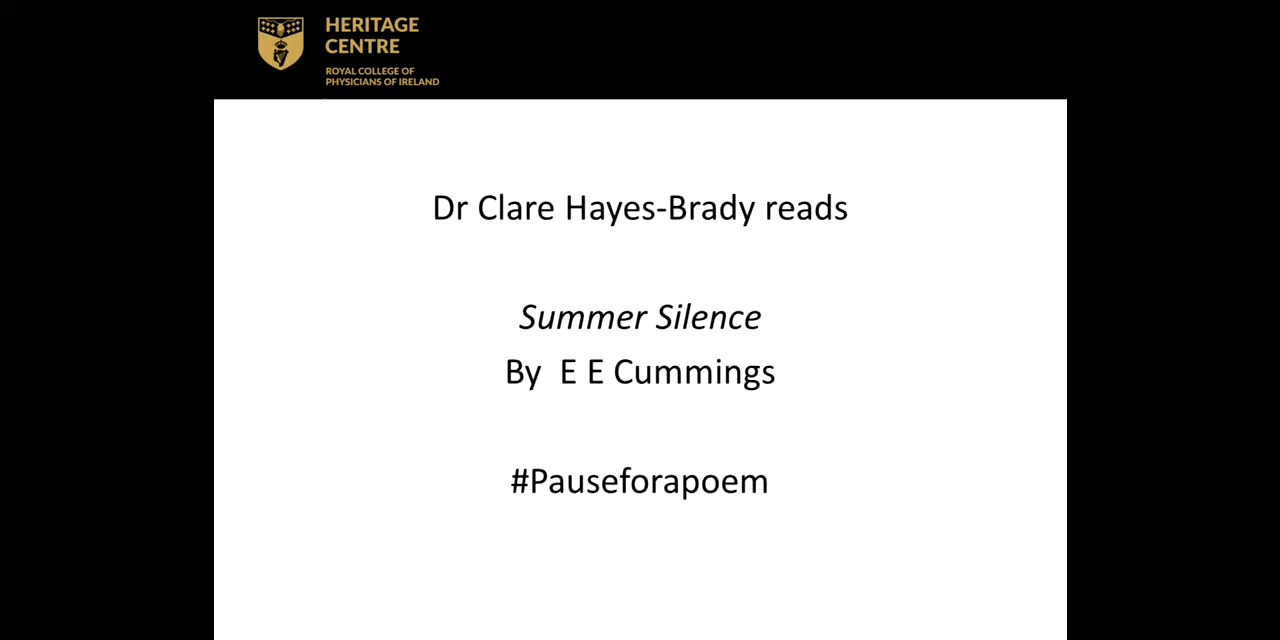 HERITAGE
CENTRE
ROYAL COLLEGE OF
PHYSICIANS OF IRELAND
Dr Clare Hayes-Brady reads
Summer Silence
By  E E Cummings
#Pauseforapoem